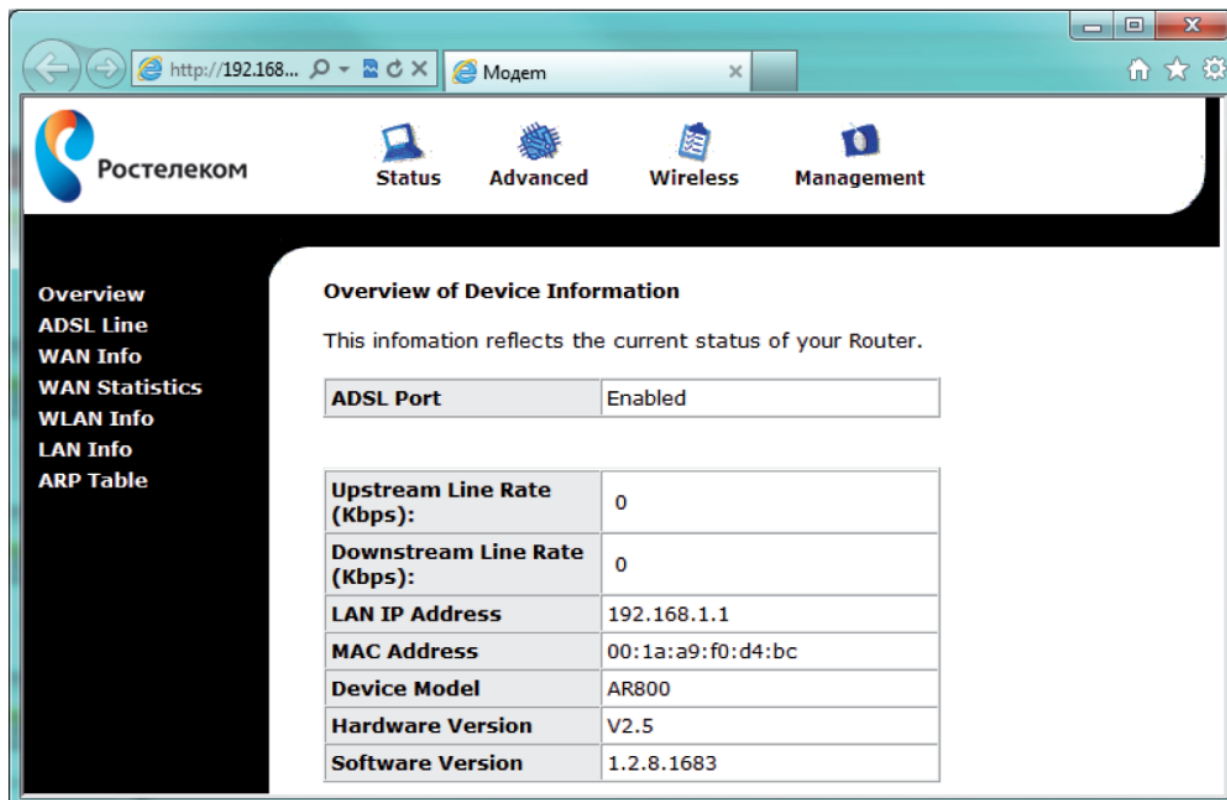 http://192.168...
Модem
Ростелеком
Status
Advanced
Wireless
Management
Overview
ADSL Line
WAN Info
WAN Statistics
WLAN Info
LAN Info
ARP Table
Overview of Device Information
This infomation reflects the current status of your Router.
ADSL Port Enabled
Upstream Line Rate
(Kbps): 0
Downstream Line Rate
(Kbps): 0
LAN IP Address 192.168.1.1
MAC Address 00:1a:a9:f0:d4:bc
Device Model AR800
Hardware Version V2.5
Software Version 1.2.8.1683